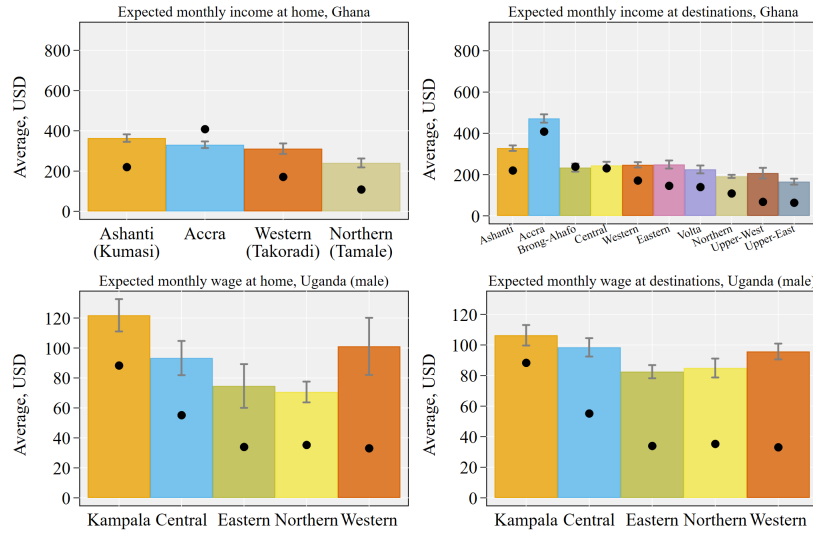 Expected monthly income at home, Ghana
Average, USD
800
600
400
200
0
Ashanti (Kumasi)
Accra
Western (Takoradi)
Northern (Tamale)
Expected monthly income at destinations, Ghana
Average, USD
800
600
400
200
0
Ashanti
Accra
Brong-Ahafo
Central
Western
Eastern
Volta
Northern
Upper-West
Upper-East
Expected monthly wage at home, Uganda (male)
Average, USD
120
100
80
60
40
20
0
Kampala Central Eastern Northern Western
Expected monthly wage at destinations, Uganda (male)
Average, USD
120
100
80
60
40
20
0
Kampala Central Eastern Northern Western